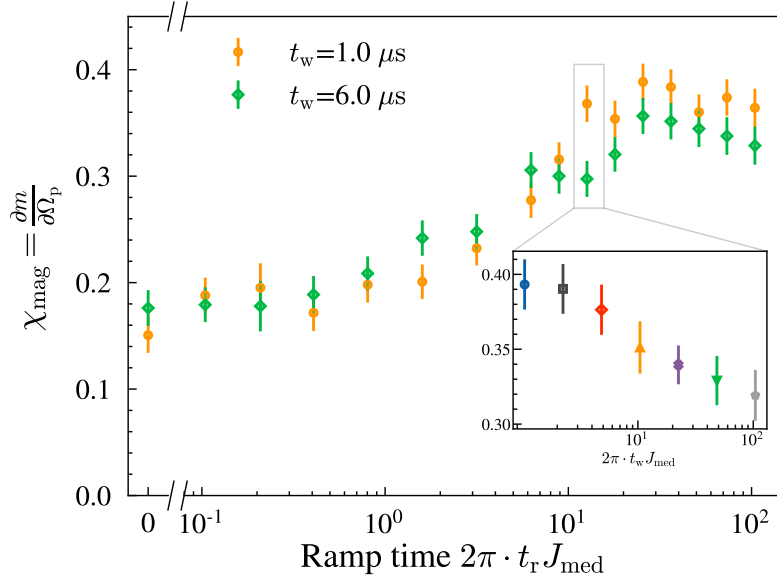 t_w=1.0 μs
t_w=6.0 μs
χ_mag = ∂m/∂Ω_p
0.4
0.3
0.2
0.1
0.0
0 10^-1 10^0 10^1 10^2
Ramp time 2π · t_r J_med
0.40
0.35
0.30
10^1 10^2
2π · t_w J_med